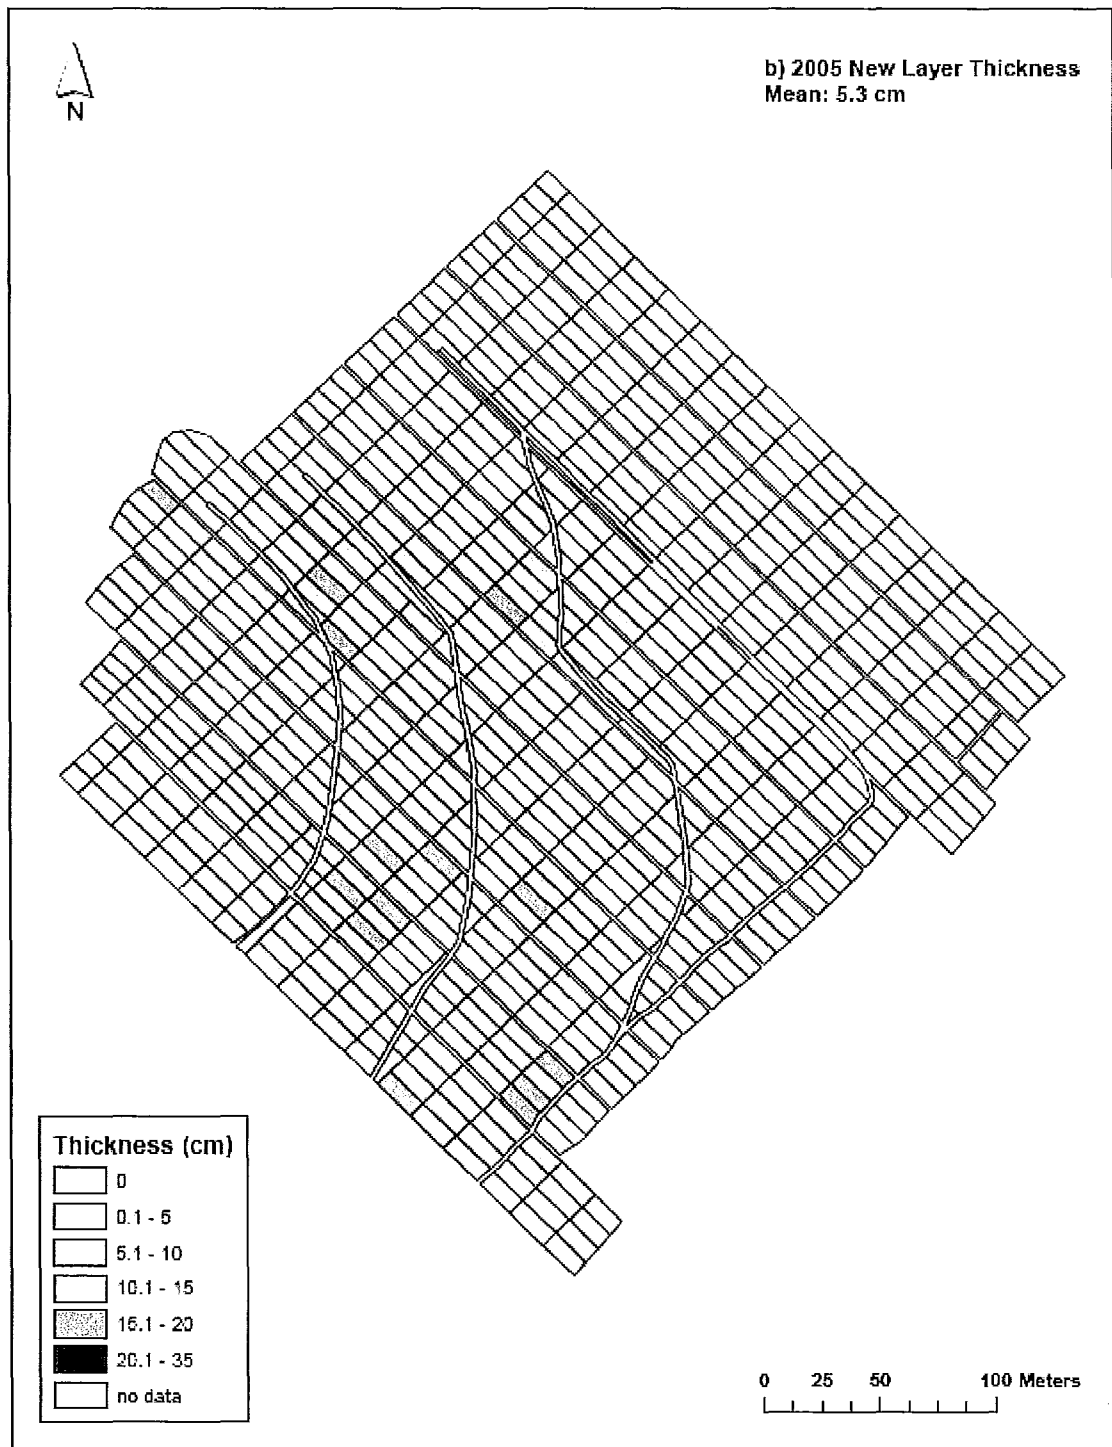 N
b) 2005 New Layer Thickness
Mean: 5.3 cm
Thickness (cm)
0
0.1 - 5
5.1 - 10
10.1 - 15
15.1 - 20
20.1 - 35
no data
0 25 50 100 Meters